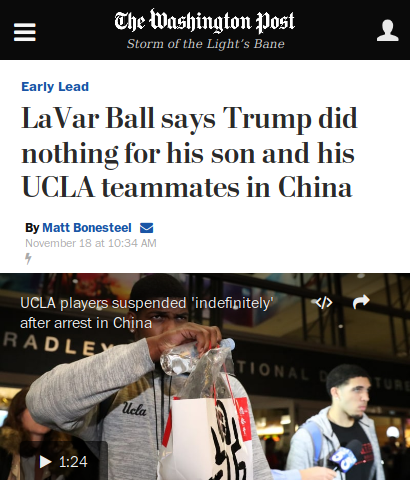 The Washington Post
Storm of the Light's Bane
Early Lead
LaVar Ball says Trump did
nothing for his son and his
UCLA teammates in China
By Matt Bonesteel
November 18 at 10:34 AM
UCLA players suspended 'indefinitely'
after arrest in China
</>
RADLEY
TIONAL DEPARTURE
Ucla
1:24